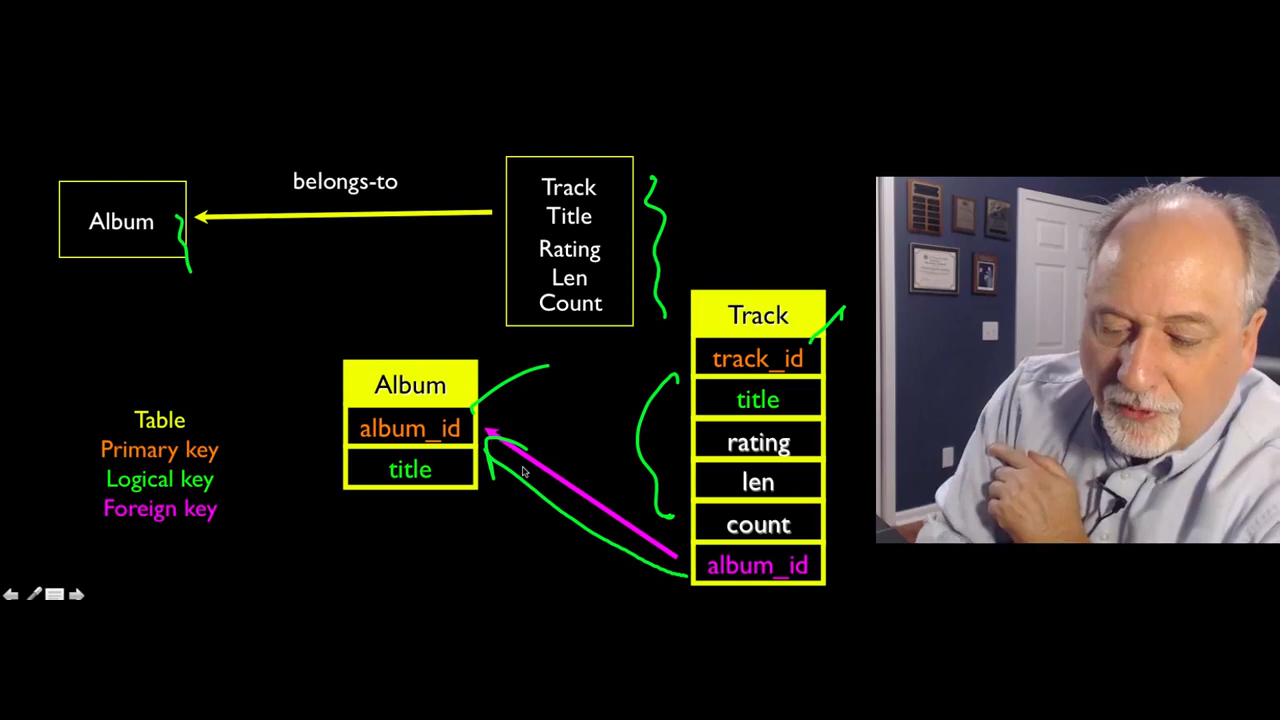 Album
belongs-to
Track
Title
Rating
Len
Count
Table
Primary key
Logical key
Foreign key
Album
album_id
title
Track
track_id
title
rating
len
count
album_id